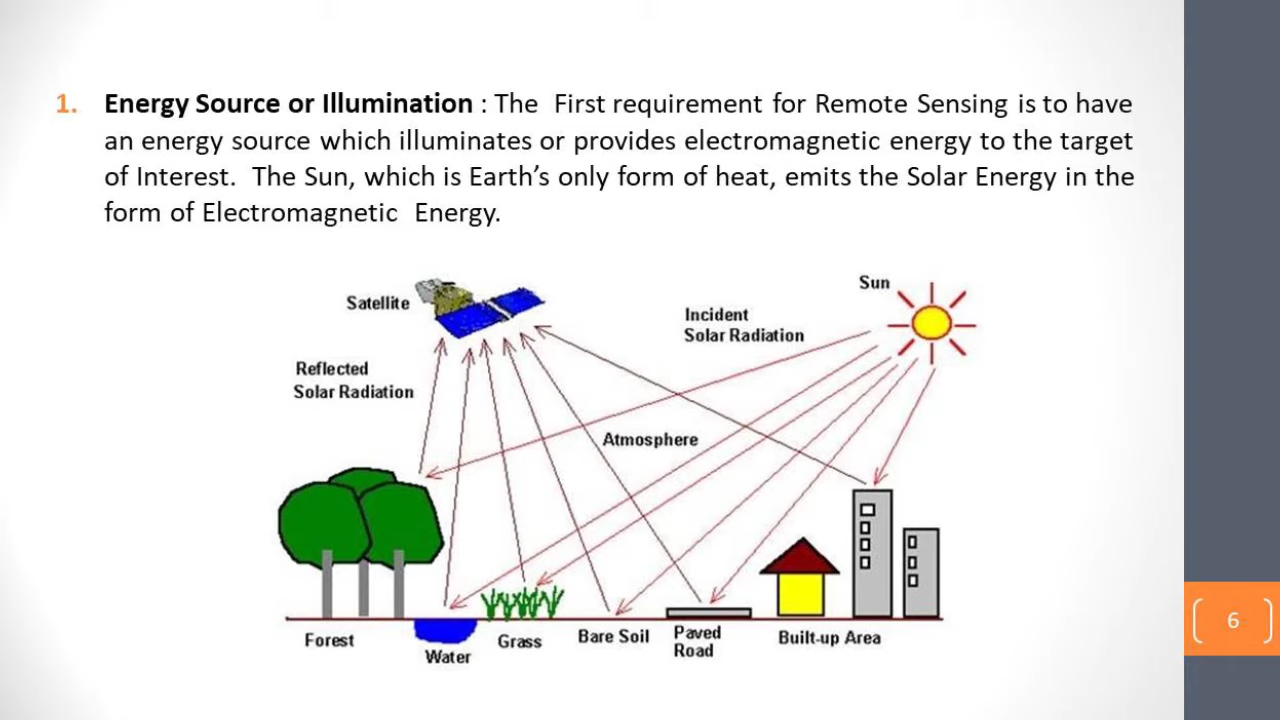 1. Energy Source or Illumination : The First requirement for Remote Sensing is to have
an energy source which illuminates or provides electromagnetic energy to the target
of Interest. The Sun, which is Earth’s only form of heat, emits the Solar Energy in the
form of Electromagnetic Energy.
Sun
Satellite
Incident
Solar Radiation
Reflected
Solar Radiation
Atmosphere
Forest
Water
Grass
Bare Soil
Paved
Road
Built-up Area
6